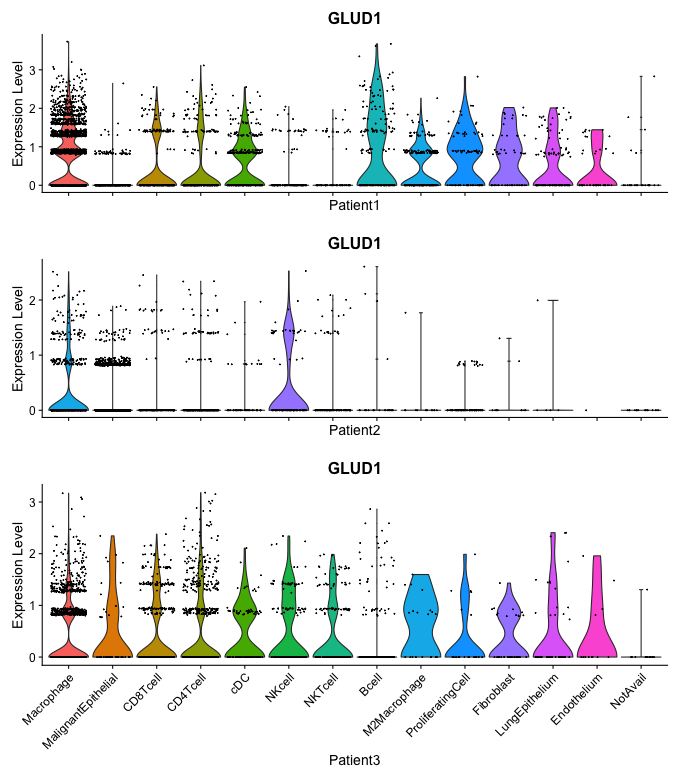 GLUD1
Expression Level
3
2
1
0
Patient1
GLUD1
Expression Level
2
1
0
Patient2
GLUD1
Expression Level
3
2
1
0
Macrophage
MalignantEpithelial
CD8Tcell
CD4Tcell
cDC
NKcell
NKTcell
Bcell
M2Macrophage
ProliferatingCell
Fibroblast
LungEpithelium
Endothelium
NotAvail
Patient3